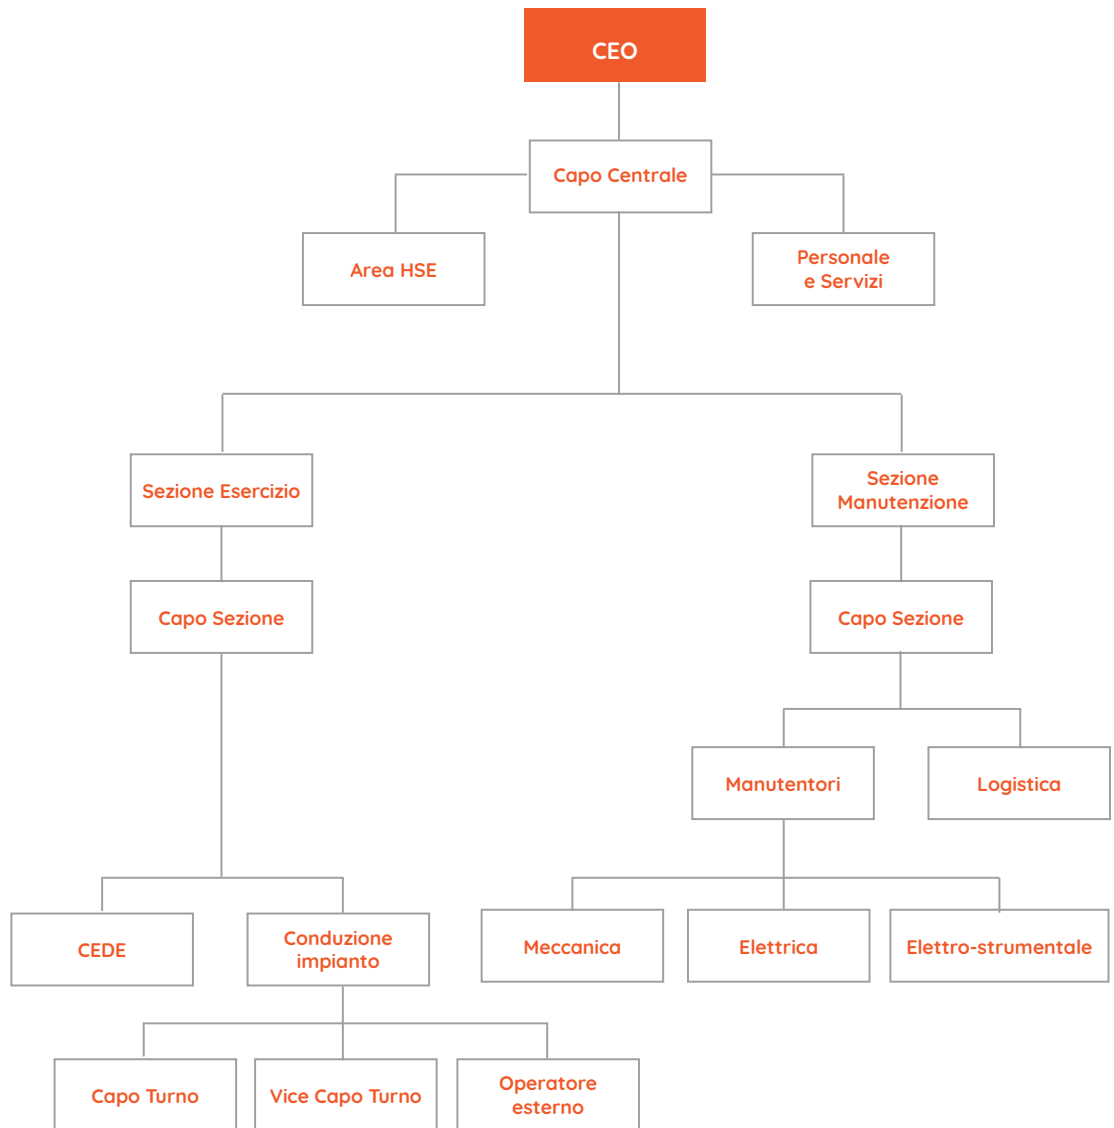 CEO
Capo Centrale
Area HSE
Personale
e Servizi
Sezione Esercizio
Sezione
Manutenzione
Capo Sezione
Capo Sezione
Manutentori
Logistica
CEDE
Conduzione
impianto
Meccanica
Elettrica
Elettro-strumentale
Capo Turno
Vice Capo Turno
Operatore
esterno